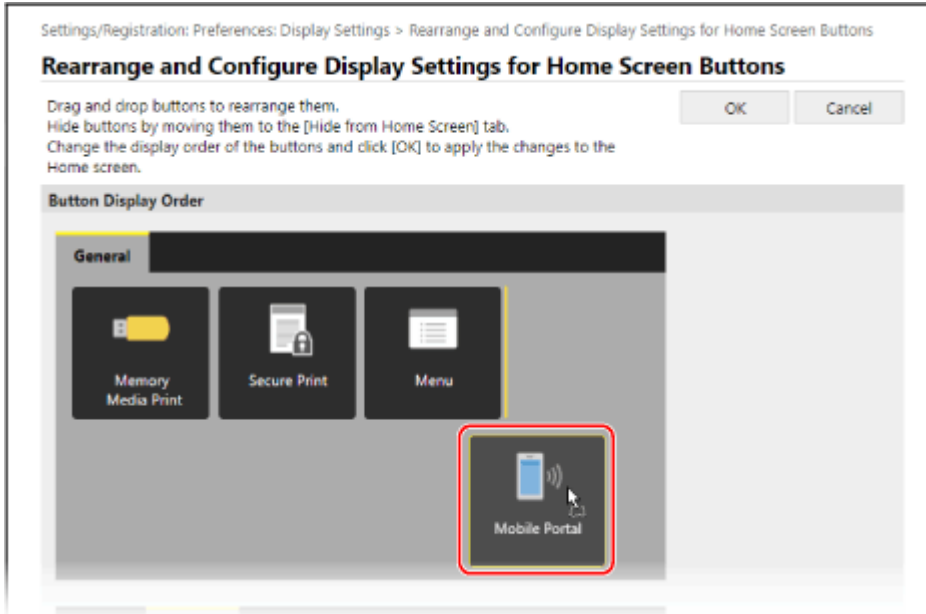 Settings/Registration: Preferences: Display Settings > Rearrange and Configure Display Settings for Home Screen Buttons
Rearrange and Configure Display Settings for Home Screen Buttons
Drag and drop buttons to rearrange them.
Hide buttons by moving them to the [Hide from Home Screen] tab.
Change the display order of the buttons and click [OK] to apply the changes to the
Home screen.
OK
Cancel
Button Display Order
General
Memory
Media Print
Secure Print
Menu
Mobile Portal